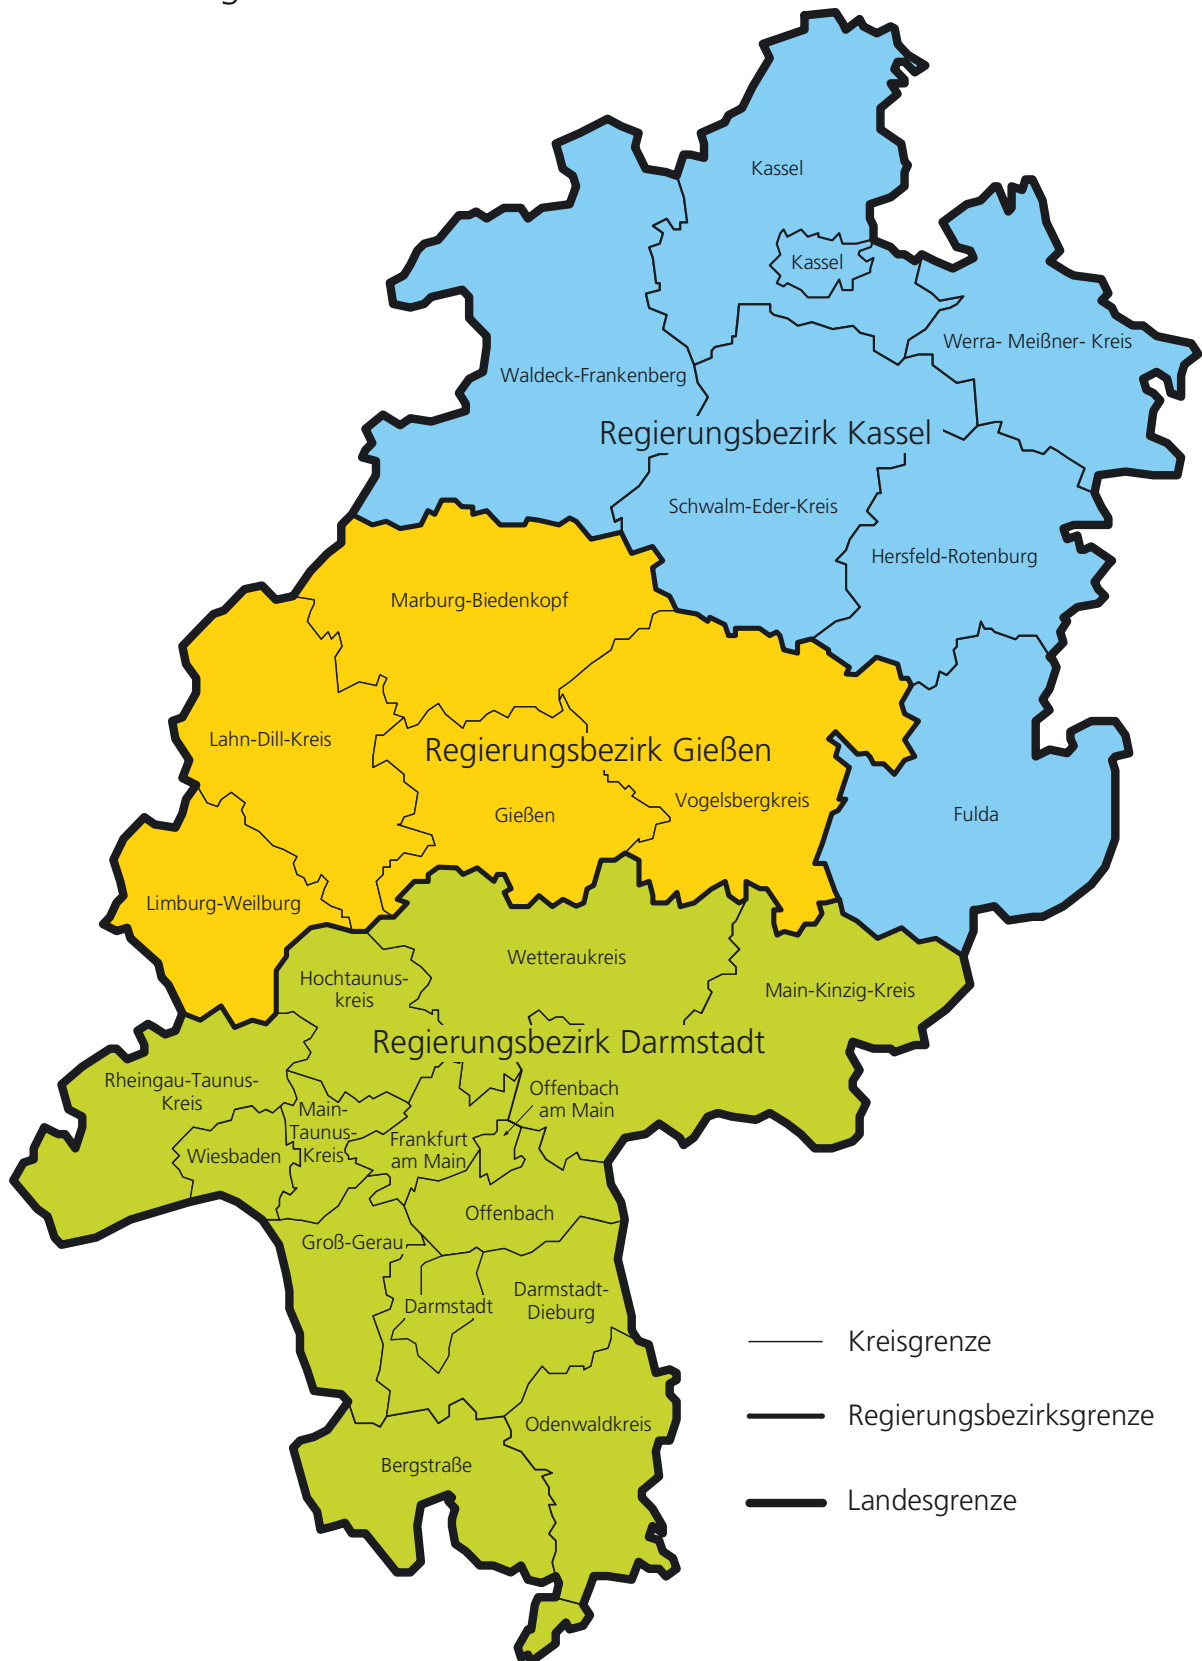 Kassel
Kassel
Werra- Meißner- Kreis
Waldeck-Frankenberg
Regierungsbezirk Kassel
Schwalm-Eder-Kreis
Hersfeld-Rotenburg
Marburg-Biedenkopf
Lahn-Dill-Kreis
Regierungsbezirk Gießen
Vogelsbergkreis
Gießen
Fulda
Limburg-Weilburg
Wetteraukreis
Hochtaunus-
kreis
Main-Kinzig-Kreis
Regierungsbezirk Darmstadt
Rheingau-Taunus-
Kreis
Offenbach
am Main
Main-
Taunus-
Kreis
Frankfurt
am Main
Wiesbaden
Offenbach
Groß-Gerau
Darmstadt-
Dieburg
Darmstadt
Odenwaldkreis
Bergstraße
Kreisgrenze
Regierungsbezirksgrenze
Landesgrenze